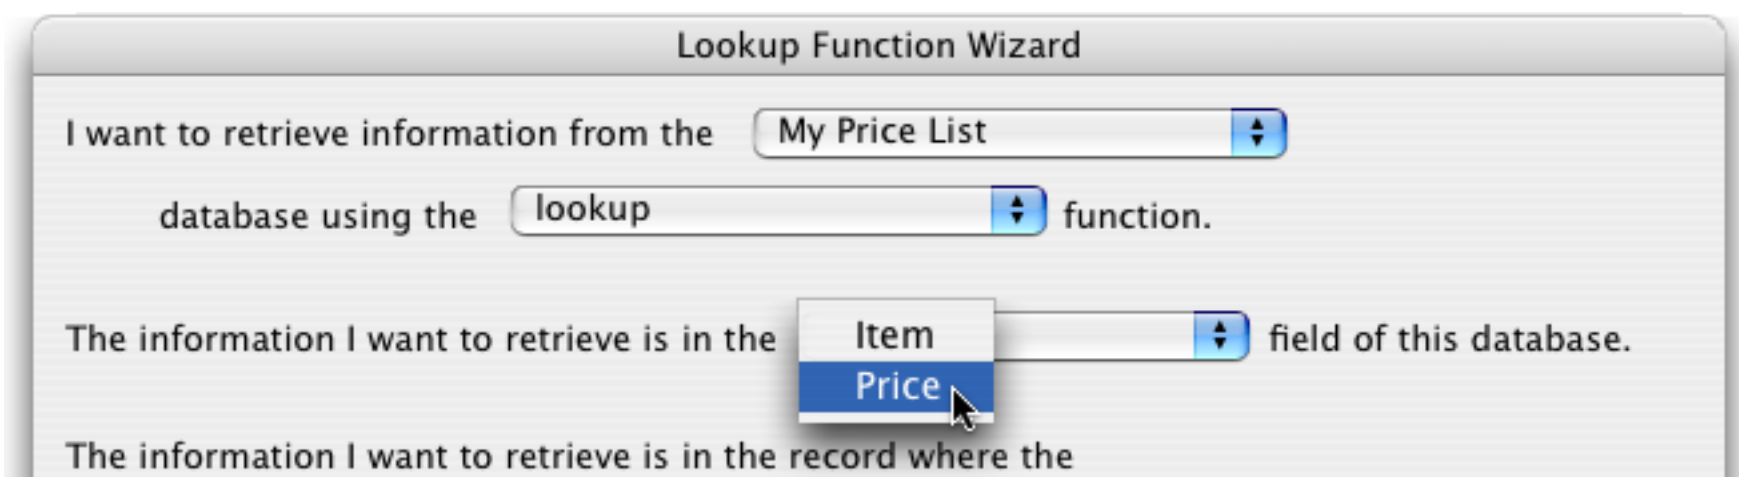 Lookup Function Wizard
I want to retrieve information from the My Price List
database using the lookup function.
The information I want to retrieve is in the Item field of this database.
Price
The information I want to retrieve is in the record where the